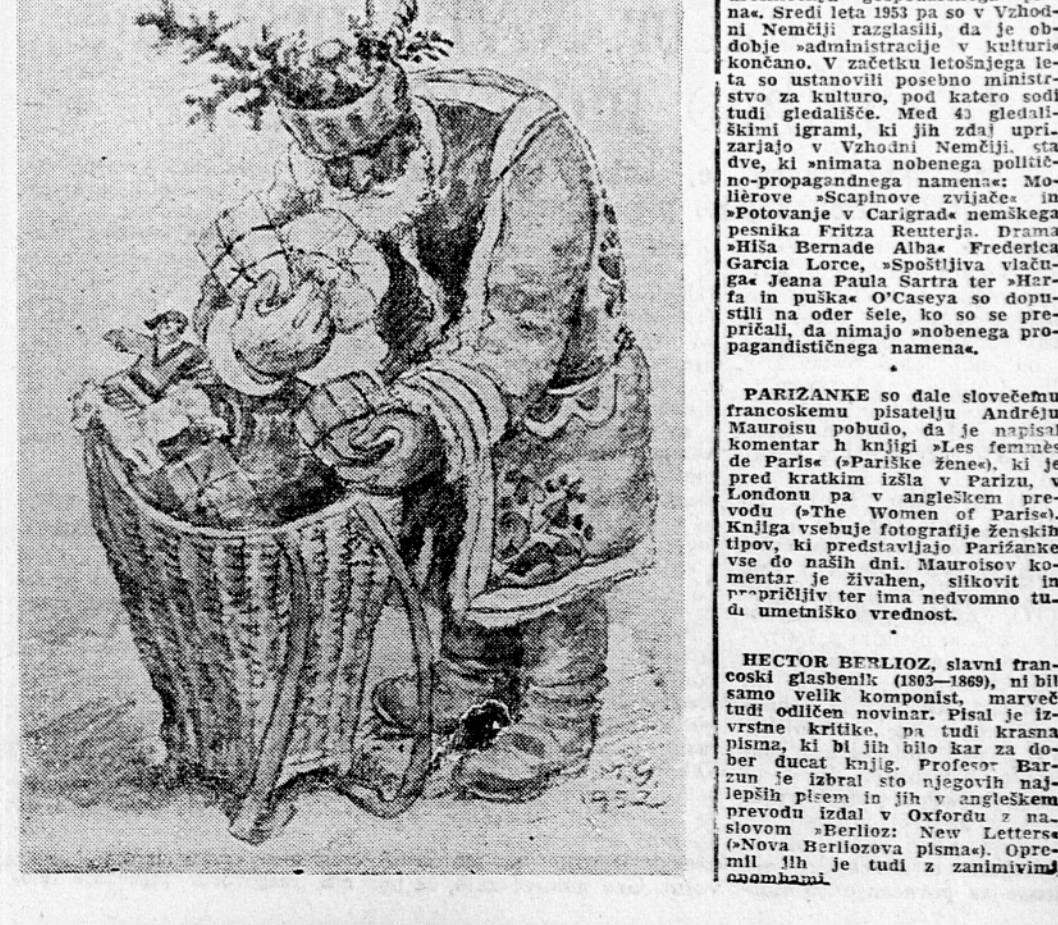 M. G.
1952
na«. Sredi leta 1953 pa so v Vzhod-
ni Nemčiji razglasili, da je ob-
dobje »administracije v kulturi«
končano. V začetku letošnjega le-
ta so ustanovili posebno ministr-
stvo za kulturo, pod katero sodi
tudi gledališče. Med 43 gledali-
škimi igrami, ki jih zdaj upri-
zarjajo v Vzhodni Nemčiji, sta
dve, ki »nimata nobenega politič-
no-propagandnega namena«: Mo-
lièrove »Scapinove zvijače« in
»Potovanje v Carigrad« nemškega
pesnika Fritza Reuterja. Drama
»Hiša Bernade Alba« Frederica
Garcia Lorce, »Spoštljiva vlaču-
ga« Jeana Paula Sartra ter »Har-
fa in puška« O'Caseya so dopu-
stili na oder šele, ko so se pre-
pričali, da nimajo »nobenega pro-
pagandističnega namena«.
*
PARIŽANKE so dale slovečemu
francoskemu pisatelju Andréju
Mauroisu pobudo, da je napisal
komentar h knjigi »Les femmès
de Paris« (»Pariške žene«), ki je
pred kratkim izšla v Parizu, v
Londonu pa v angleškem pre-
vodu (»The Women of Paris«).
Knjiga vsebuje fotografije ženskih
tipov, ki predstavljajo Parižanke
vse do naših dni. Mauroisov ko-
mentar je živahen, slikovit in
prepričljiv ter ima nedvomno tu-
di umetniško vrednost.
*
HECTOR BERLIOZ, slavni fran-
coski glasbenik (1803—1869), ni bil
samo velik komponist, marveč
tudi odličen novinar. Pisal je iz-
vrstne kritike, pa tudi krasna
pisma, ki bi jih bilo kar za do-
ber ducat knjig. Profesor Bar-
zun je izbral sto njegovih naj-
lepših pisem in jih v angleškem
prevodu izdal v Oxfordu z na-
slovom »Berlioz: New Letters«
(»Nova Berliozova pisma«). Opre-
mil jih je tudi z zanimivimi
opombami.